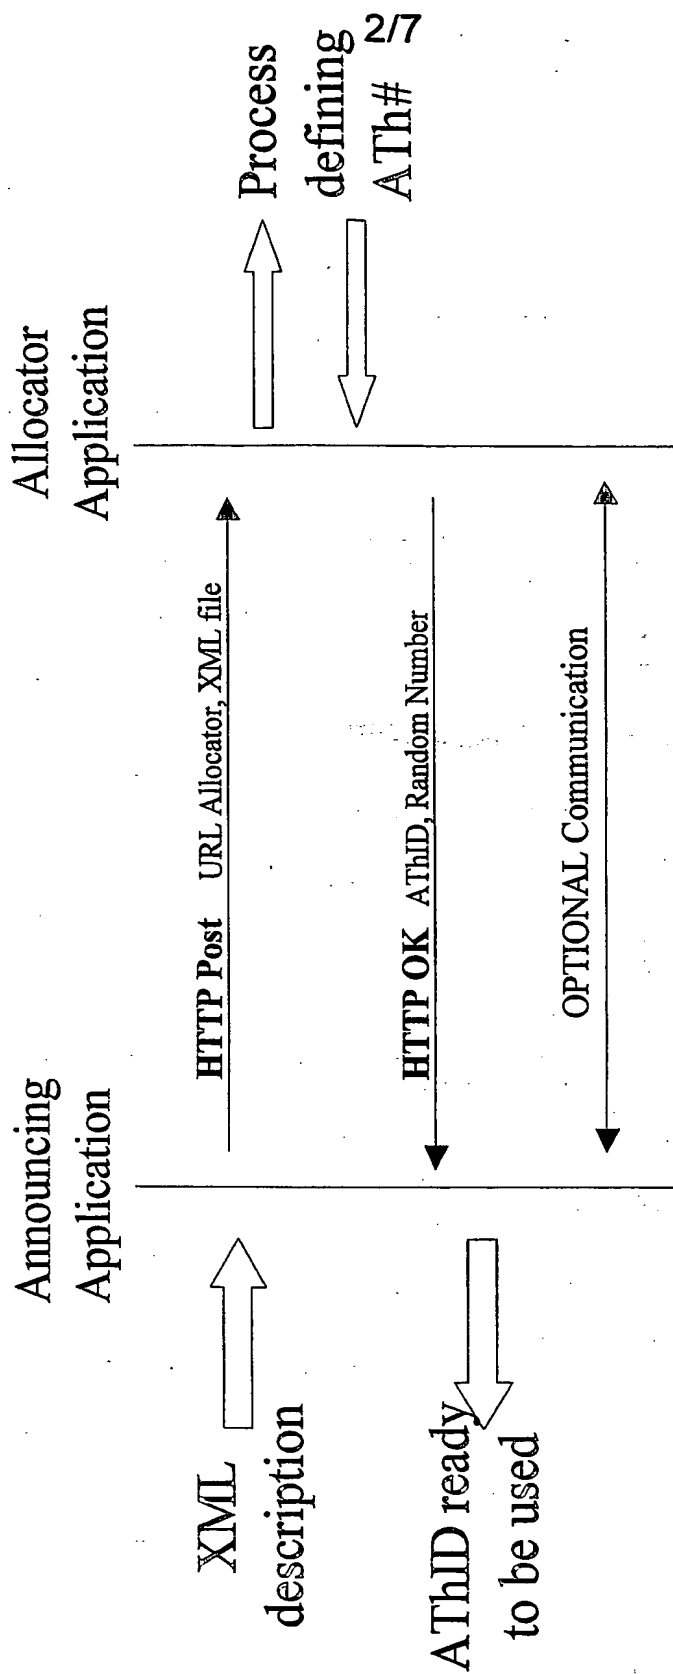 2/7
Announcing
Application
Allocator
Application
XML
description
HTTP Post URL Allocator, XML file
Process
defining
ATh#
HTTP OK AThID, Random Number
AThID ready
to be used
OPTIONAL Communication